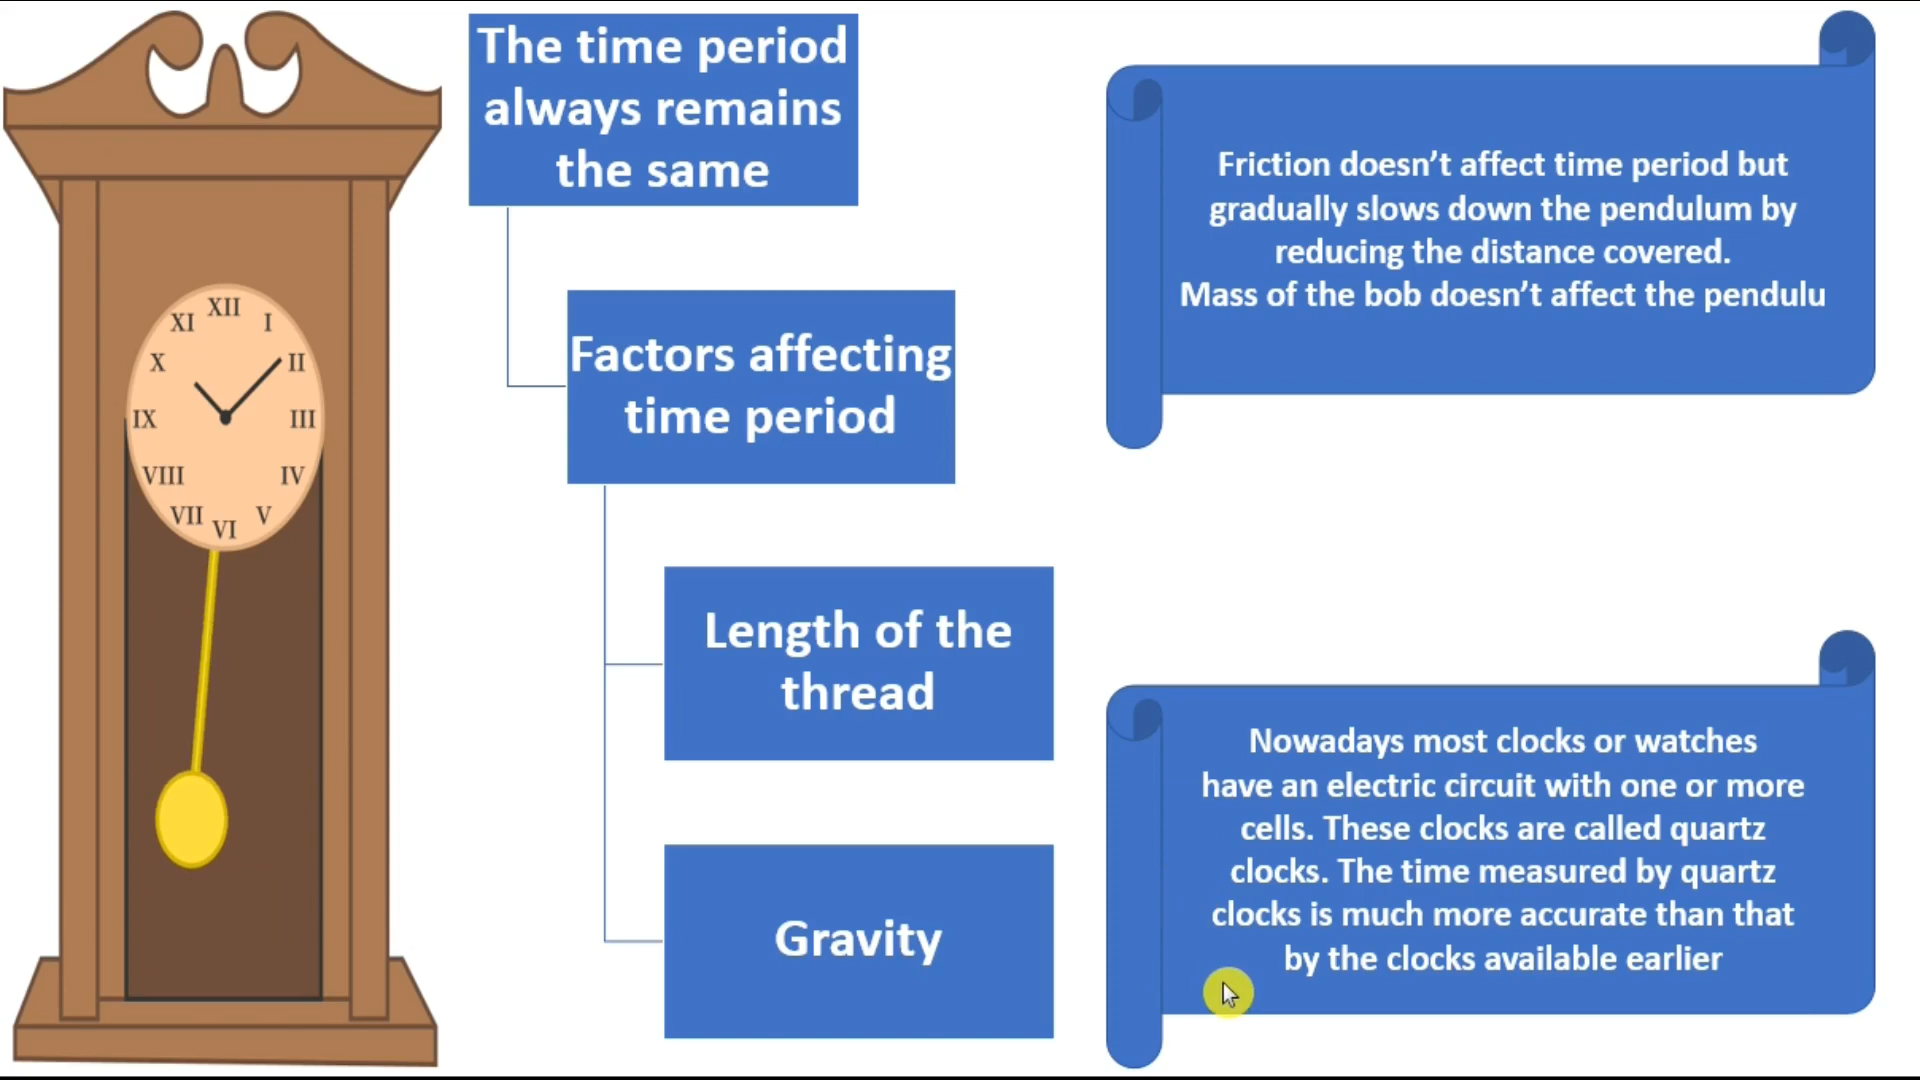 The time period
always remains
the same
Factors affecting
time period
Length of the
thread
Gravity
Friction doesn’t affect time period but
gradually slows down the pendulum by
reducing the distance covered.
Mass of the bob doesn’t affect the pendulu
Nowadays most clocks or watches
have an electric circuit with one or more
cells. These clocks are called quartz
clocks. The time measured by quartz
clocks is much more accurate than that
by the clocks available earlier
XII
I
II
III
IV
V
VI
VII
VIII
IX
X
XI